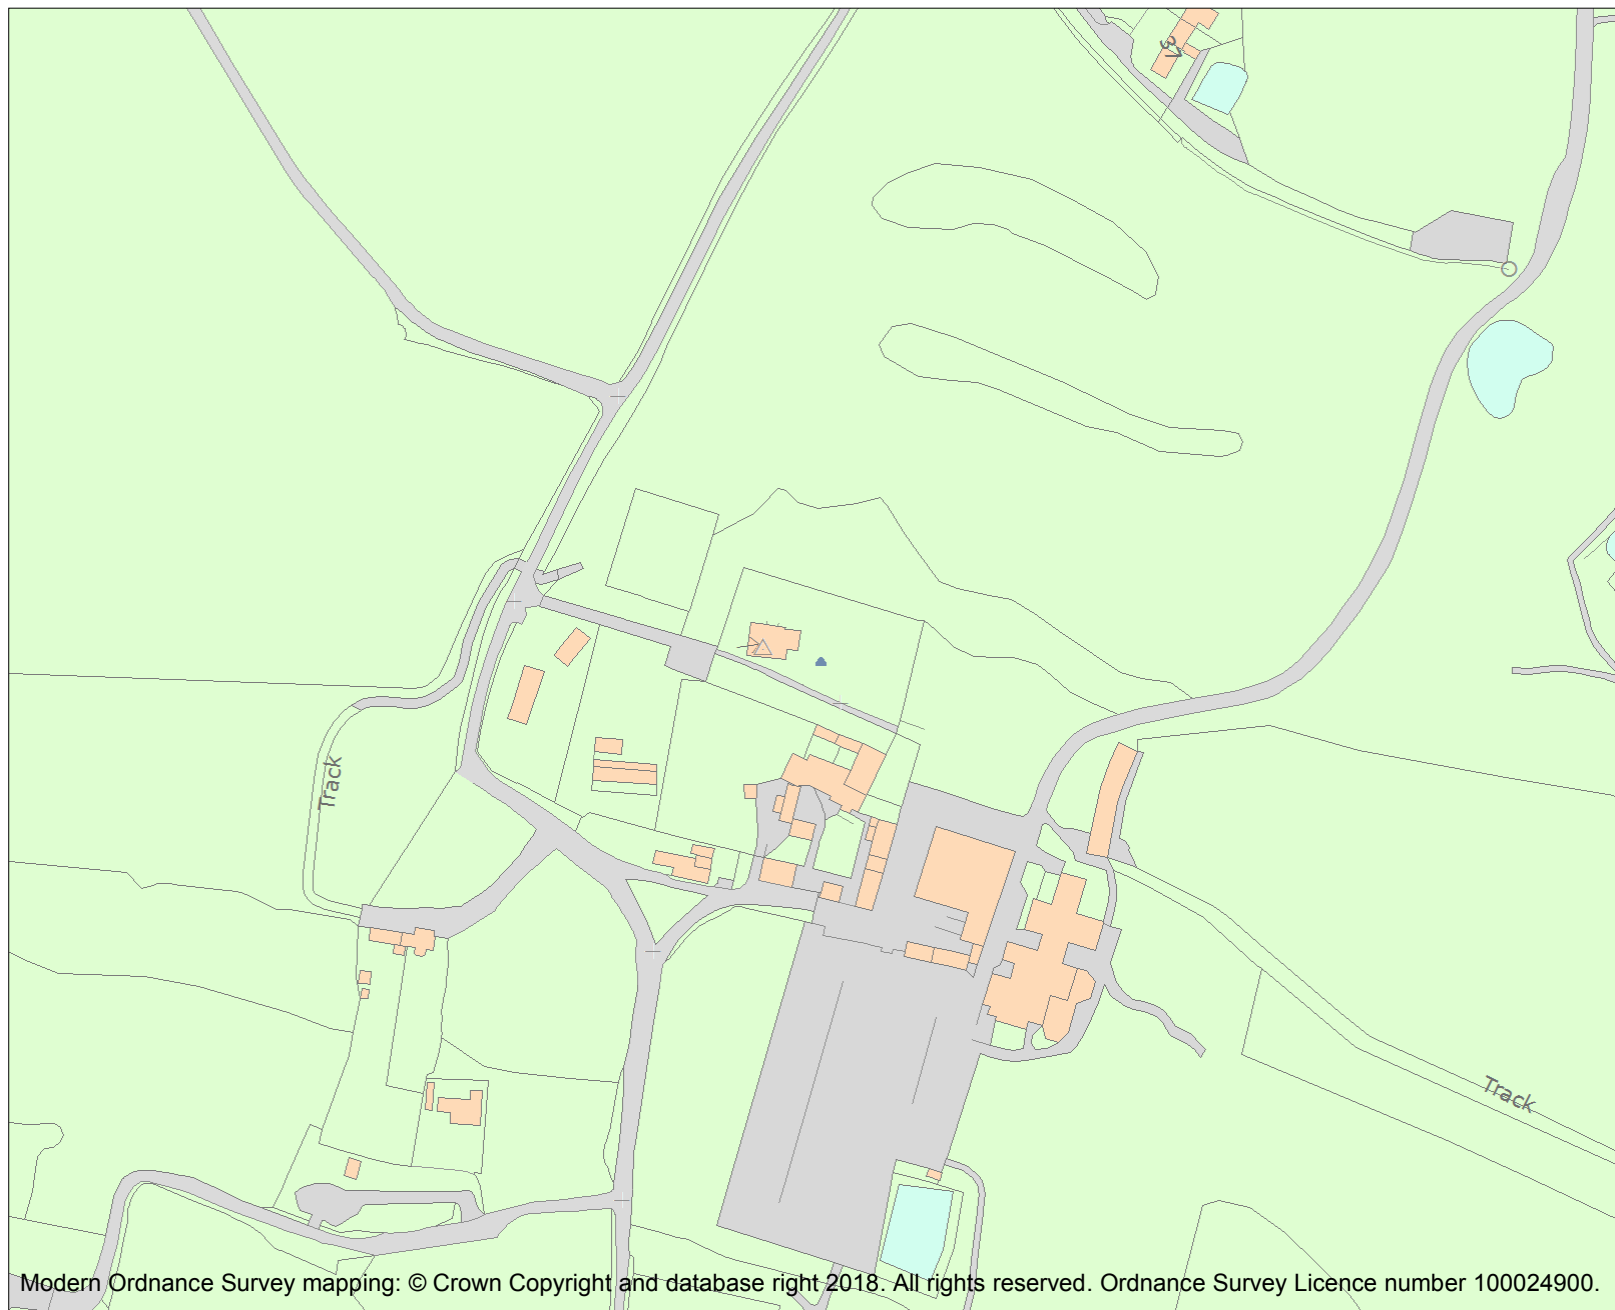 37
Track
Track
Modern Ordnance Survey mapping: © Crown Copyright and database right 2018. All rights reserved. Ordnance Survey Licence number 100024900.